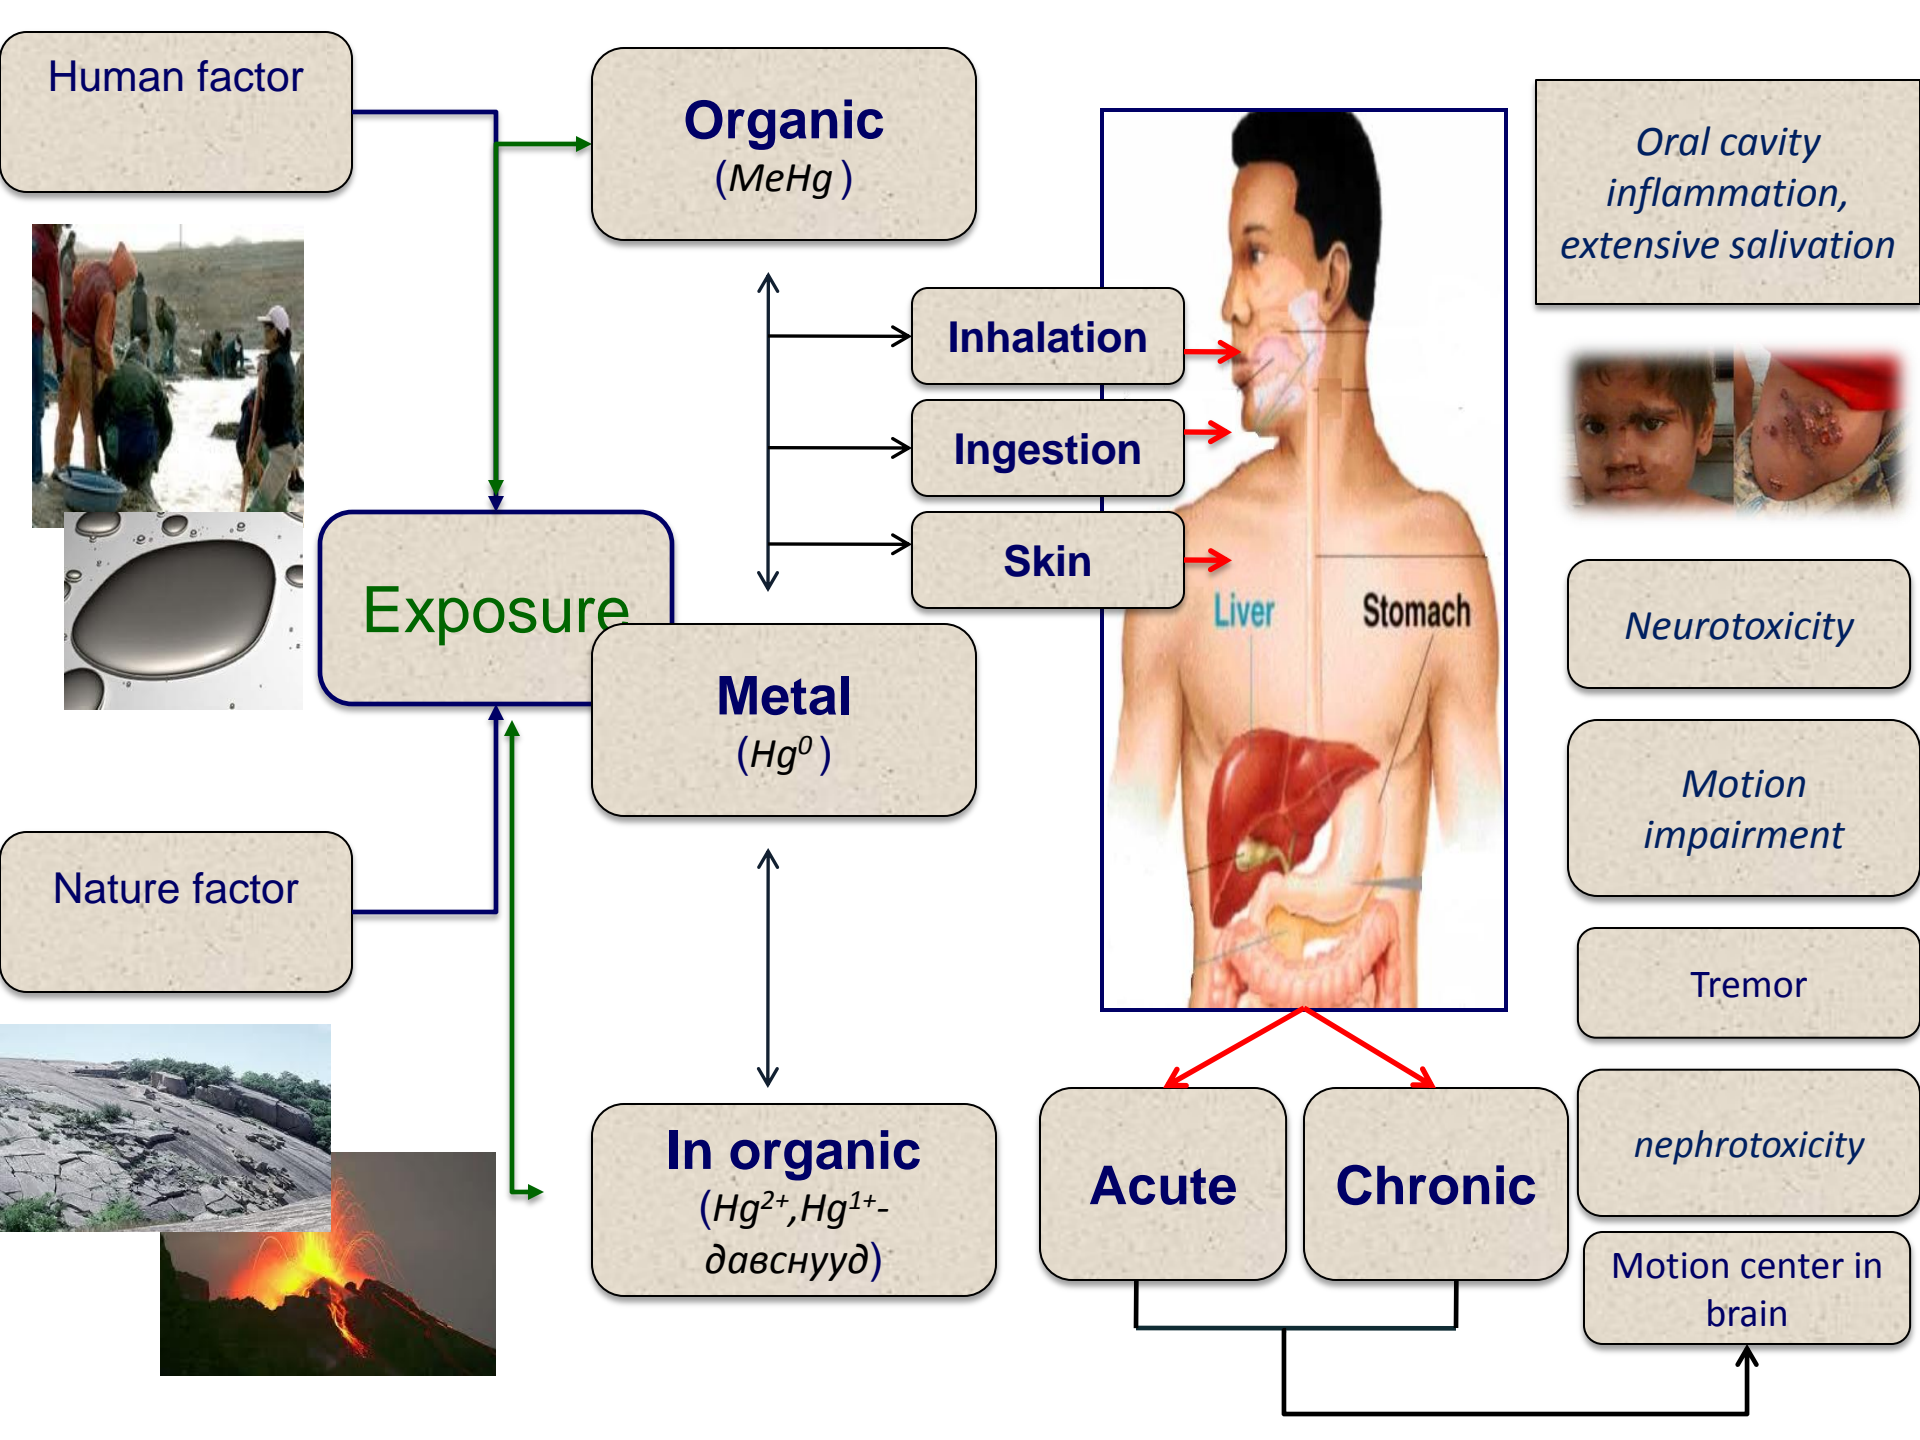 Human factor
Organic
(MeHg )
Oral cavity
inflammation,
extensive salivation
Inhalation
Ingestion
Skin
Exposure
Liver
Stomach
Neurotoxicity
Metal
(Hg⁰ )
Motion
impairment
Nature factor
Tremor
In organic
(Hg²⁺,Hg¹⁺-
давснууд)
Acute
Chronic
nephrotoxicity
Motion center in
brain